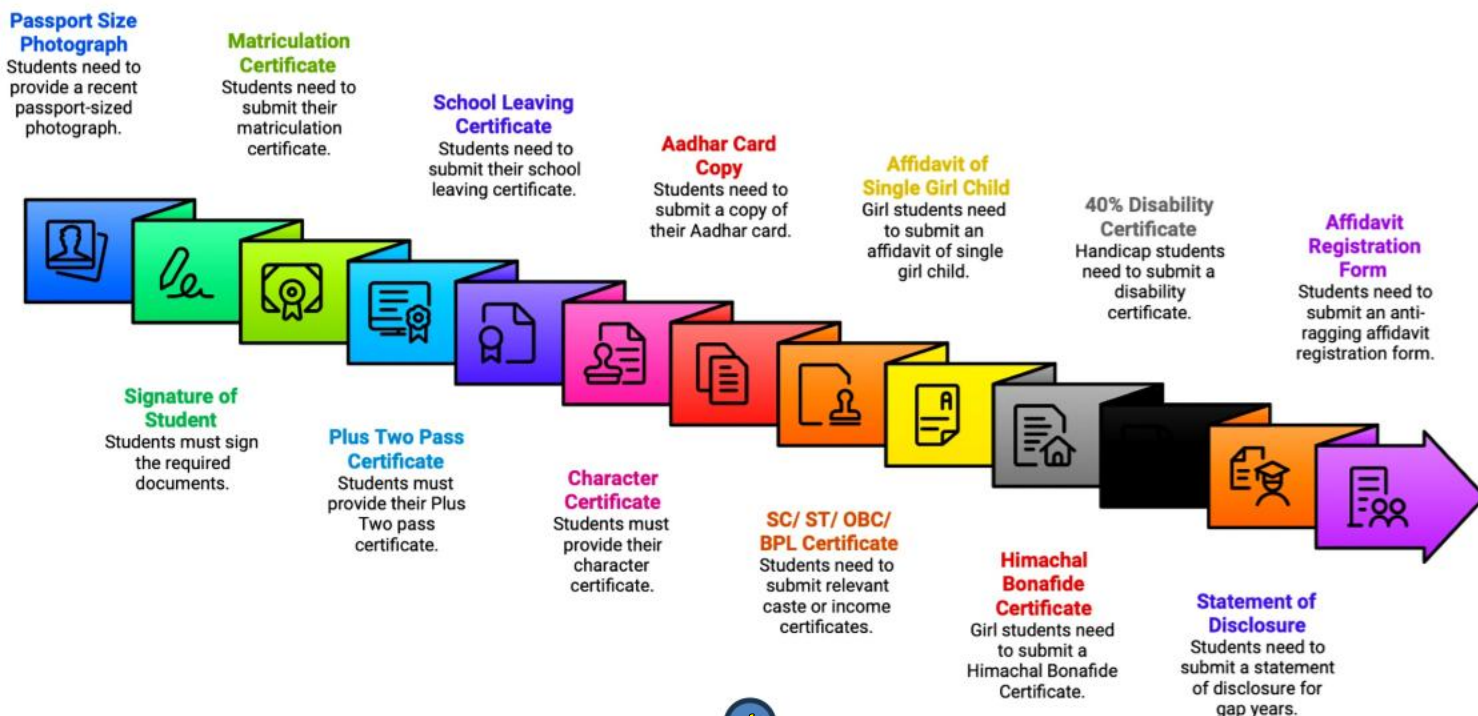 Passport Size
Photograph
Students need to
provide a recent
passport-sized
photograph.
Matriculation
Certificate
Students need to
submit their
matriculation
certificate.
School Leaving
Certificate
Students need to
submit their school
leaving certificate.
Aadhar Card
Copy
Students need to
submit a copy of
their Aadhar card.
Affidavit of
Single Girl Child
Girl students need
to submit an
affidavit of single
girl child.
40% Disability
Certificate
Handicap students
need to submit a
disability
certificate.
Affidavit
Registration
Form
Students need to
submit an anti-
ragging affidavit
registration form.
A
Signature of
Student
Students must sign
the required
documents.
Plus Two Pass
Certificate
Students must
provide their Plus
Two pass
certificate.
Character
Certificate
Students must
provide their
character
certificate.
SC/ ST/ OBC/
BPL Certificate
Students need to
submit relevant
caste or income
certificates.
Himachal
Bonafide
Certificate
Girl students need
to submit a
Himachal Bonafide
Certificate.
Statement of
Disclosure
Students need to
submit a statement
of disclosure for
gap years.